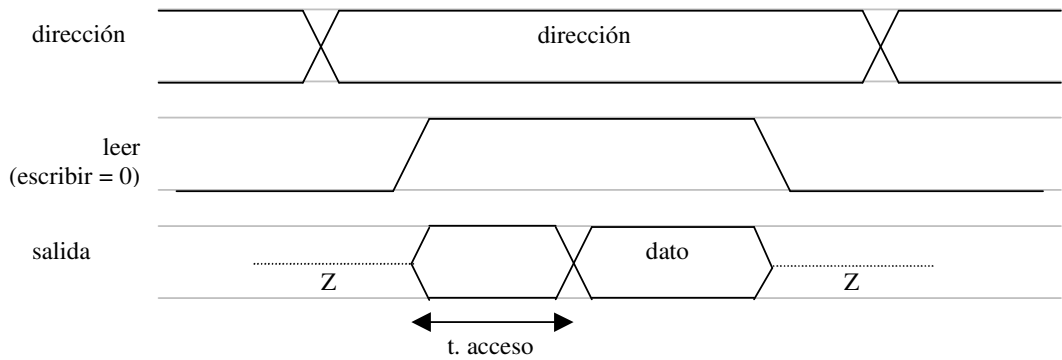 dirección
dirección
leer
(escribir = 0)
salida
dato
Z
Z
t. acceso